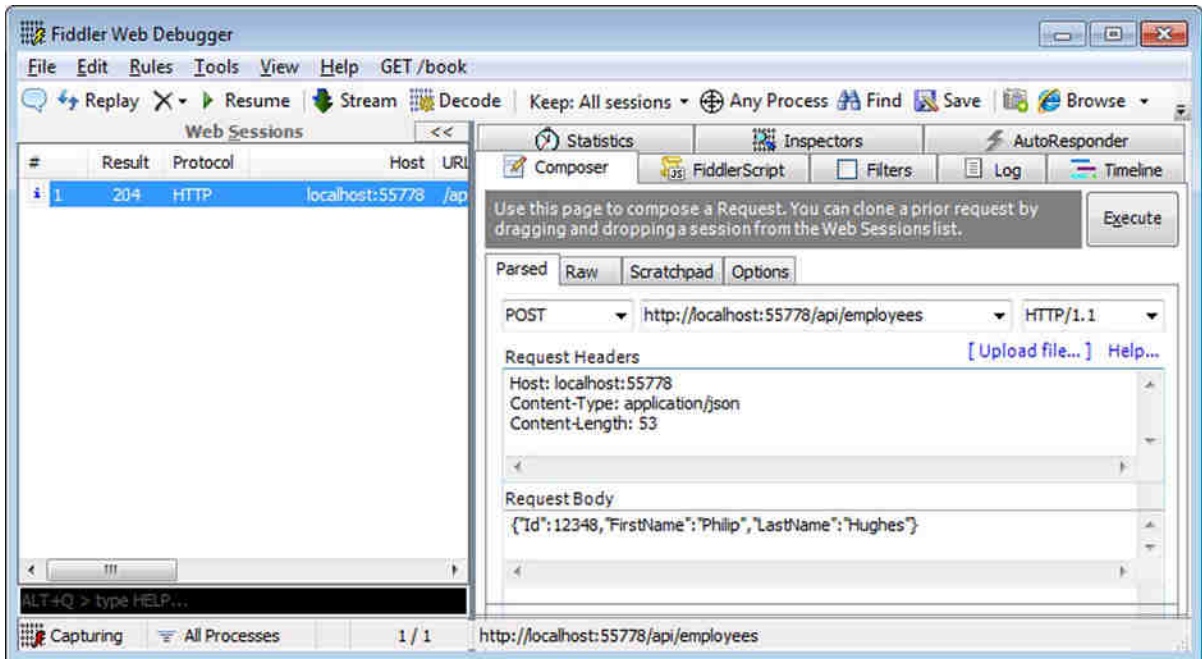 Fiddler Web Debugger
File Edit Rules Tools View Help GET /book
Replay Resume Stream Decode Keep: All sessions Any Process Find Save Browse
Web Sessions <<
# Result Protocol Host URL
1 204 HTTP localhost:55778 /ap
ALT+Q > type HELP...
Statistics Inspectors AutoResponder
Composer FiddlerScript Filters Log Timeline
Use this page to compose a Request. You can clone a prior request by
dragging and dropping a session from the Web Sessions list.
Execute
Parsed Raw Scratchpad Options
POST http://localhost:55778/api/employees HTTP/1.1
Request Headers [ Upload file... ] Help...
Host: localhost:55778
Content-Type: application/json
Content-Length: 53
Request Body
{"Id":12348,"FirstName":"Philip","LastName":"Hughes"}
Capturing All Processes 1 / 1 http://localhost:55778/api/employees